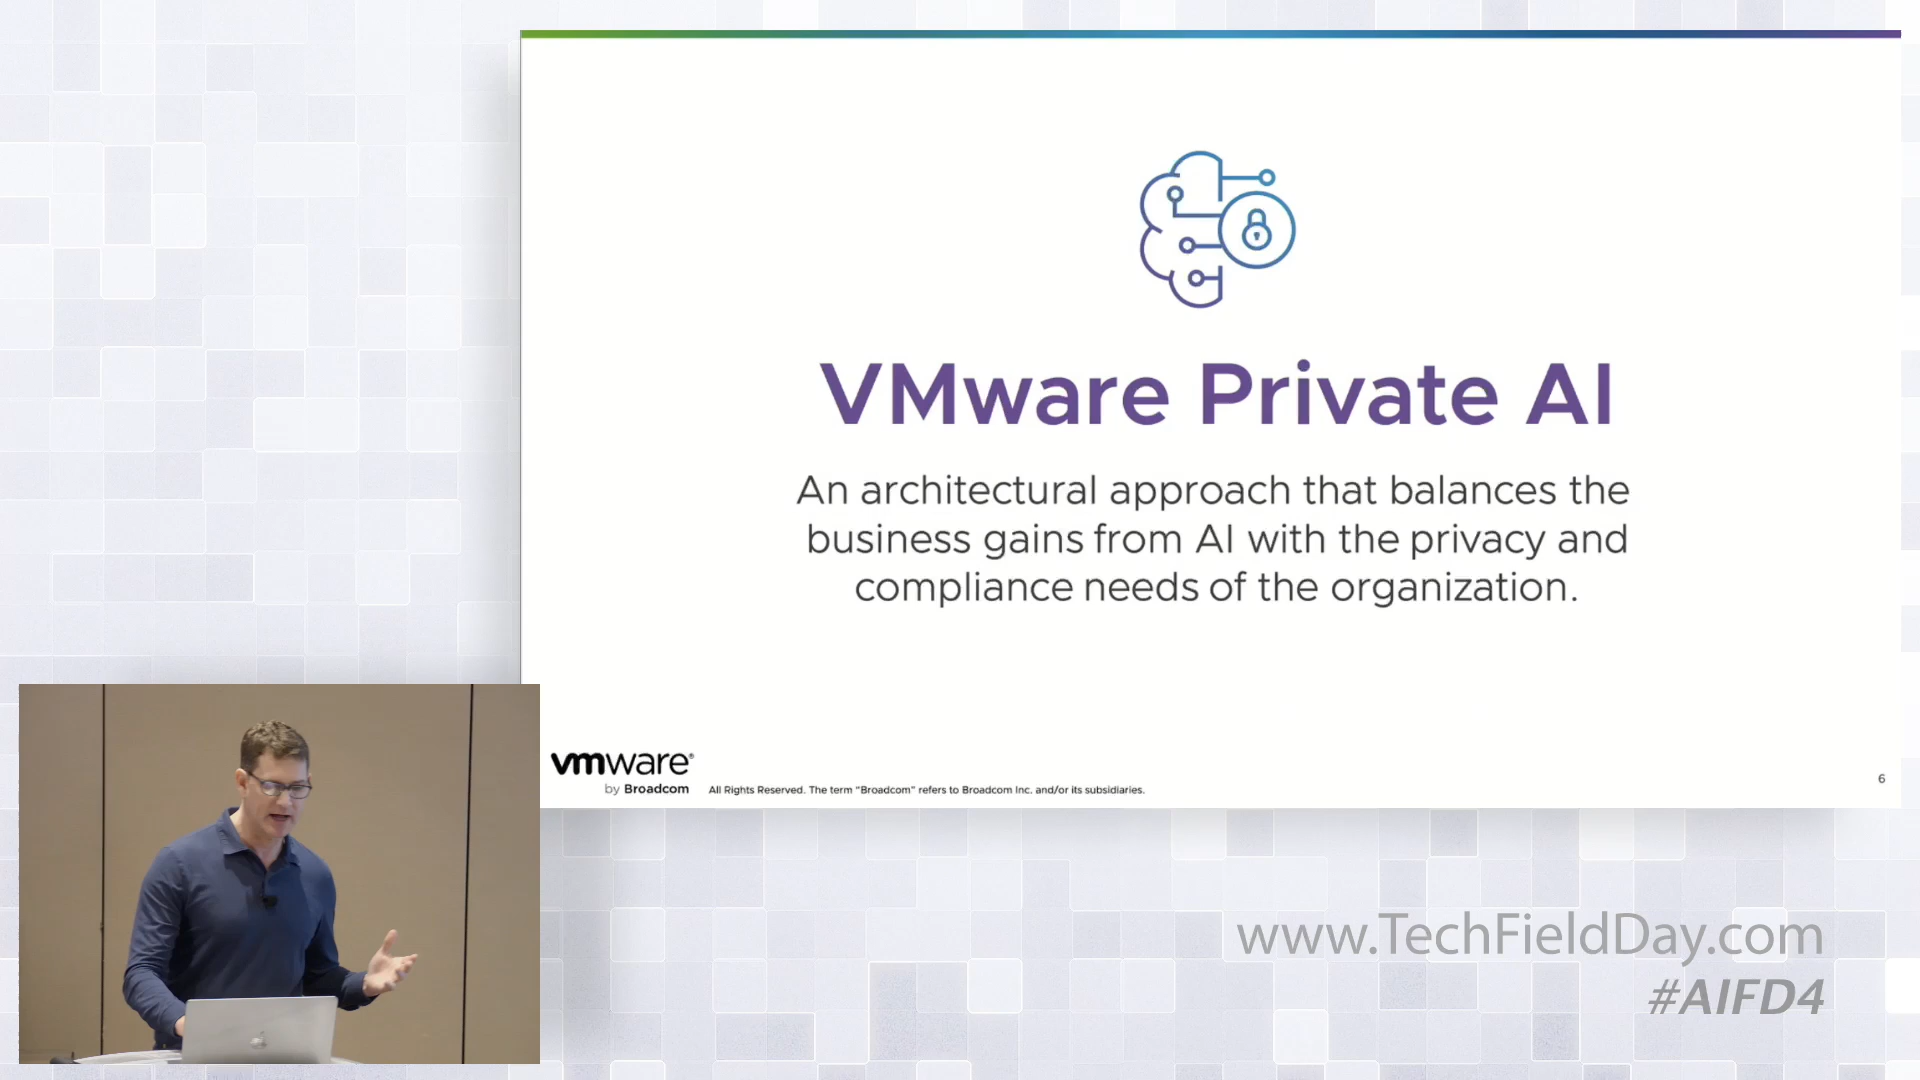 VMware Private AI
An architectural approach that balances the
business gains from AI with the privacy and
compliance needs of the organization.
vmware®
by Broadcom
All Rights Reserved. The term "Broadcom" refers to Broadcom Inc. and/or its subsidiaries.
6
www.TechFieldDay.com
#AIFD4